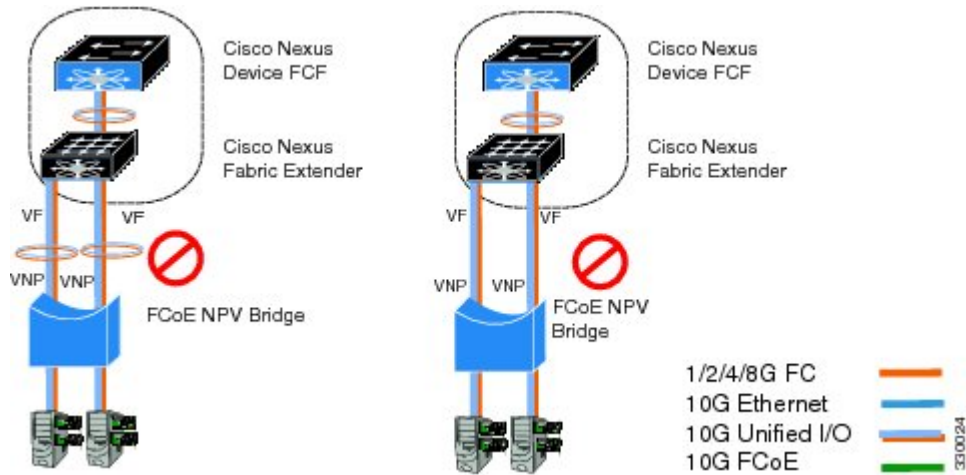 Cisco Nexus
Device FCF
Cisco Nexus
Fabric Extender
VF
VF
VNP
VNP
FCoE NPV Bridge
Cisco Nexus
Device FCF
Cisco Nexus
Fabric Extender
VF
VF
VNP
VNP
FCoE NPV
Bridge
1/2/4/8G FC
10G Ethernet
10G Unified I/O
10G FCoE
330024